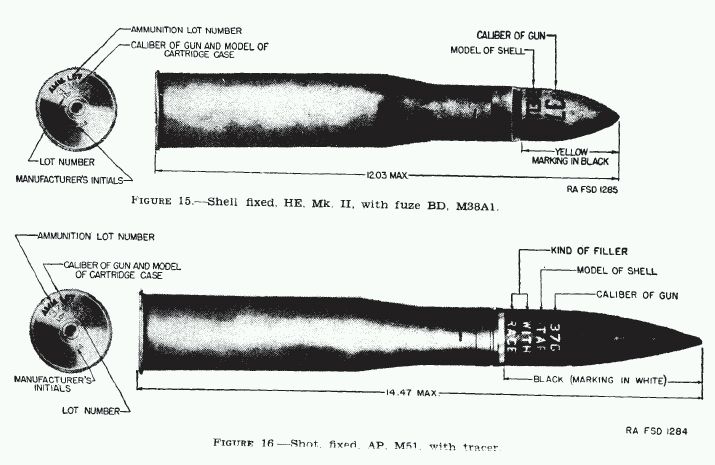 AMMUNITION LOT NUMBER
CALIBER OF GUN AND MODEL OF
CARTRIDGE CASE
AMM LOT
LOT NUMBER
MANUFACTURER'S INITIALS
CALIBER OF GUN
MODEL OF SHELL
37
YELLOW
MARKING IN BLACK
12.03 MAX
RA FSD 1285
FIGURE 15.—Shell fixed, HE, Mk. II, with fuze BD, M38A1.
AMMUNITION LOT NUMBER
CALIBER OF GUN AND MODEL
OF CARTRIDGE CASE
AMM LOT
MANUFACTURER'S
INITIALS
LOT NUMBER
KIND OF FILLER
MODEL OF SHELL
CALIBER OF GUN
37G
WITH
BLACK (MARKING IN WHITE)
14.47 MAX
RA FSD 1284
FIGURE 16—Shot, fixed, AP, M51, with tracer.